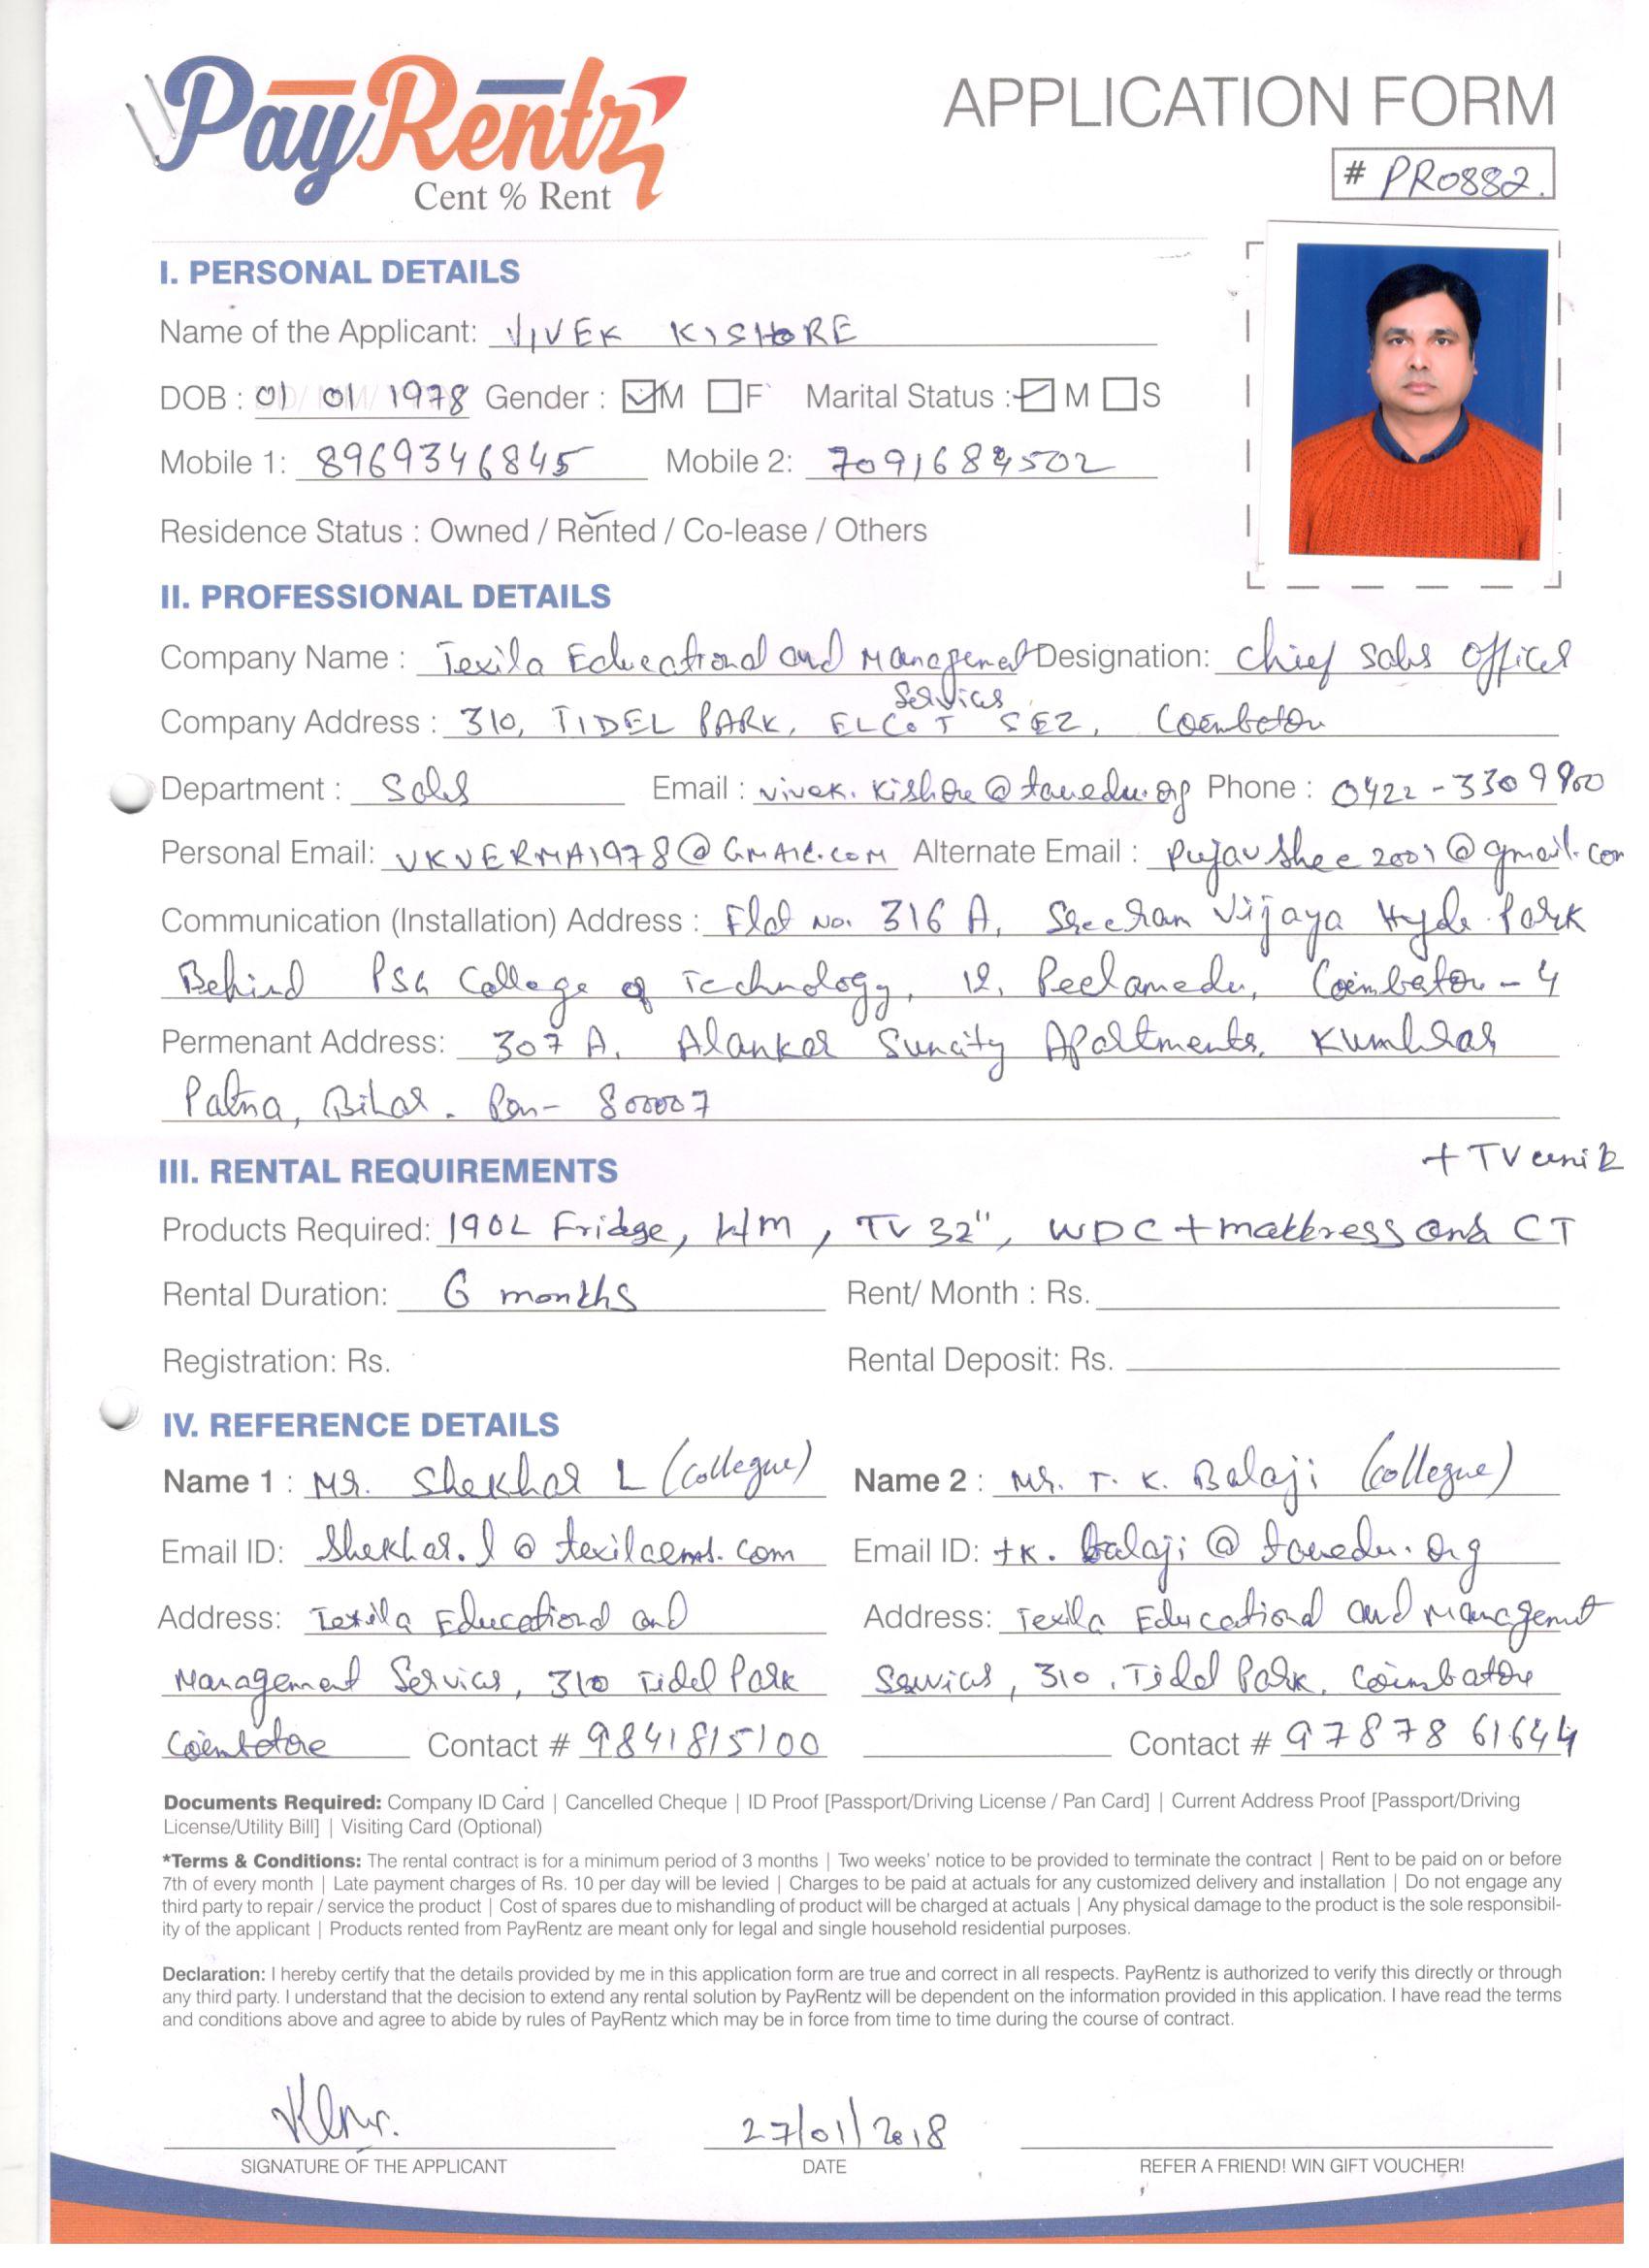 PayRentz
Cent % Rent
APPLICATION FORM
# PR0882.
I. PERSONAL DETAILS
Name of the Applicant: VIVEK KISHORE
DOB : 01 01 1978 Gender : M F Marital Status : M S
Mobile 1: 8969346845 Mobile 2: 7091684502
Residence Status : Owned / Rented / Co-lease / Others
II. PROFESSIONAL DETAILS
Company Name : Texila Educational and Management Designation: Chief Sales Officer
Services
Company Address : 310, TIDEL PARK, ELCOT SEZ, Coimbatore
Department : Sales Email : vivek.kishore@tauedu.org Phone : 0422-3309900
Personal Email: VKVERMA1978@GMAIL.COM Alternate Email : pujavshee2001@gmail.com
Communication (Installation) Address : Flat No. 316 A, Sreeram Vijaya Hyde Park
Behind PSG College of Technology, 12, Peelamedu, Coimbatore - 4
Permenant Address: 307 A, Alankar Suncity Apartments, Kumhrar
Patna, Bihar. Pin- 800007
+ TV unit
III. RENTAL REQUIREMENTS
Products Required: 190L Fridge, W/M, TV 32", WDC + mattress and CT
Rental Duration: 6 months Rent/ Month : Rs.
Registration: Rs. Rental Deposit: Rs.
IV. REFERENCE DETAILS
Name 1 : Mr. Shekhar L (Collegue) Name 2 : Mr. T. K. Balaji (Collegue)
Email ID: Shekhar.l@texilaems.com Email ID: tk.balaji@tauedu.org
Address: Texila Educational and Address: Texila Educational and Managemnt
Management Services, 310 Tidel Park Services, 310, Tidel Park, Coimbatore
Coimbatore Contact # 9841815100 Contact # 97878 61644
Documents Required: Company ID Card | Cancelled Cheque | ID Proof [Passport/Driving License / Pan Card] | Current Address Proof [Passport/Driving
License/Utility Bill] | Visiting Card (Optional)
*Terms & Conditions: The rental contract is for a minimum period of 3 months | Two weeks' notice to be provided to terminate the contract | Rent to be paid on or before
7th of every month | Late payment charges of Rs. 10 per day will be levied | Charges to be paid at actuals for any customized delivery and installation | Do not engage any
third party to repair / service the product | Cost of spares due to mishandling of product will be charged at actuals | Any physical damage to the product is the sole responsibil-
ity of the applicant | Products rented from PayRentz are meant only for legal and single household residential purposes.
Declaration: I hereby certify that the details provided by me in this application form are true and correct in all respects. PayRentz is authorized to verify this directly or through
any third party. I understand that the decision to extend any rental solution by PayRentz will be dependent on the information provided in this application. I have read the terms
and conditions above and agree to abide by rules of PayRentz which may be in force from time to time during the course of contract.
27/01/2018
SIGNATURE OF THE APPLICANT DATE REFER A FRIEND! WIN GIFT VOUCHER!